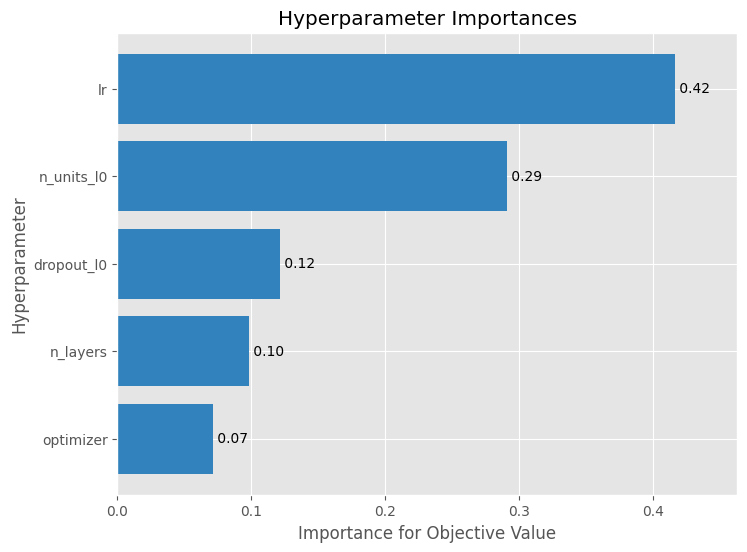 Hyperparameter Importances
Hyperparameter
lr
0.42
n_units_l0
0.29
dropout_l0
0.12
n_layers
0.10
optimizer
0.07
0.0
0.1
0.2
0.3
0.4
Importance for Objective Value